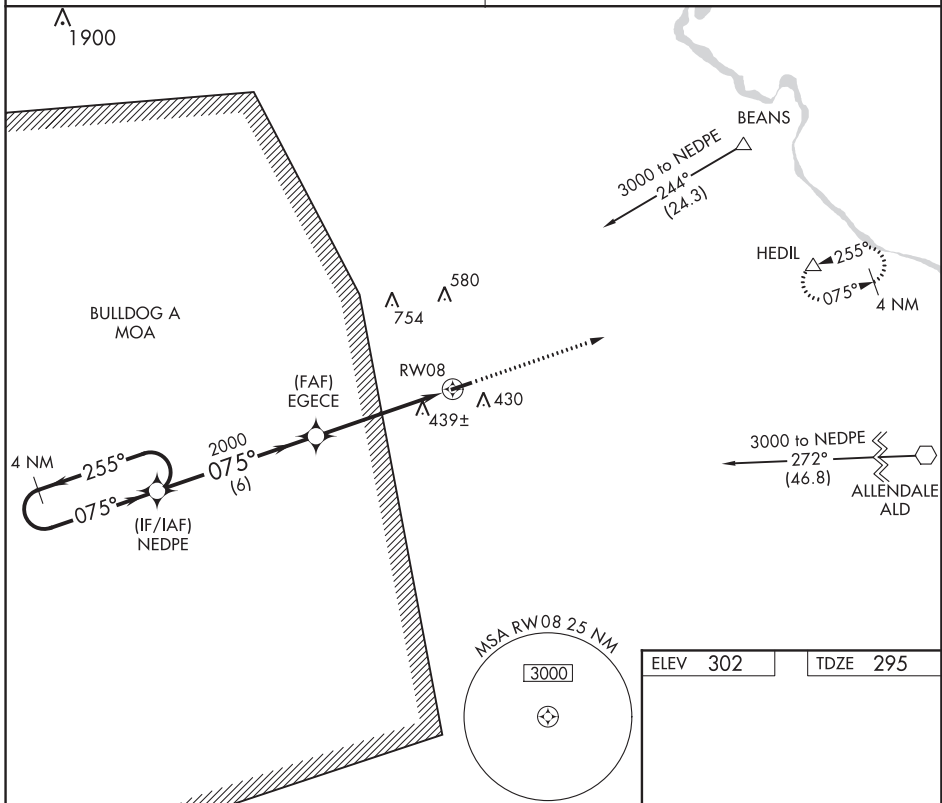 1900
BEANS
3000 to NEDPE
244°
(24.3)
HEDIL
255°
075°
4 NM
580
754
BULLDOG A
MOA
RW08
(FAF)
EGECE
430
439±
2000
075°
(6)
4 NM
255°
075°
(IF/IAF)
NEDPE
3000 to NEDPE
272°
(46.8)
ALLENDALE
ALD
MSA RW08 25 NM
3000
ELEV 302
TDZE 295